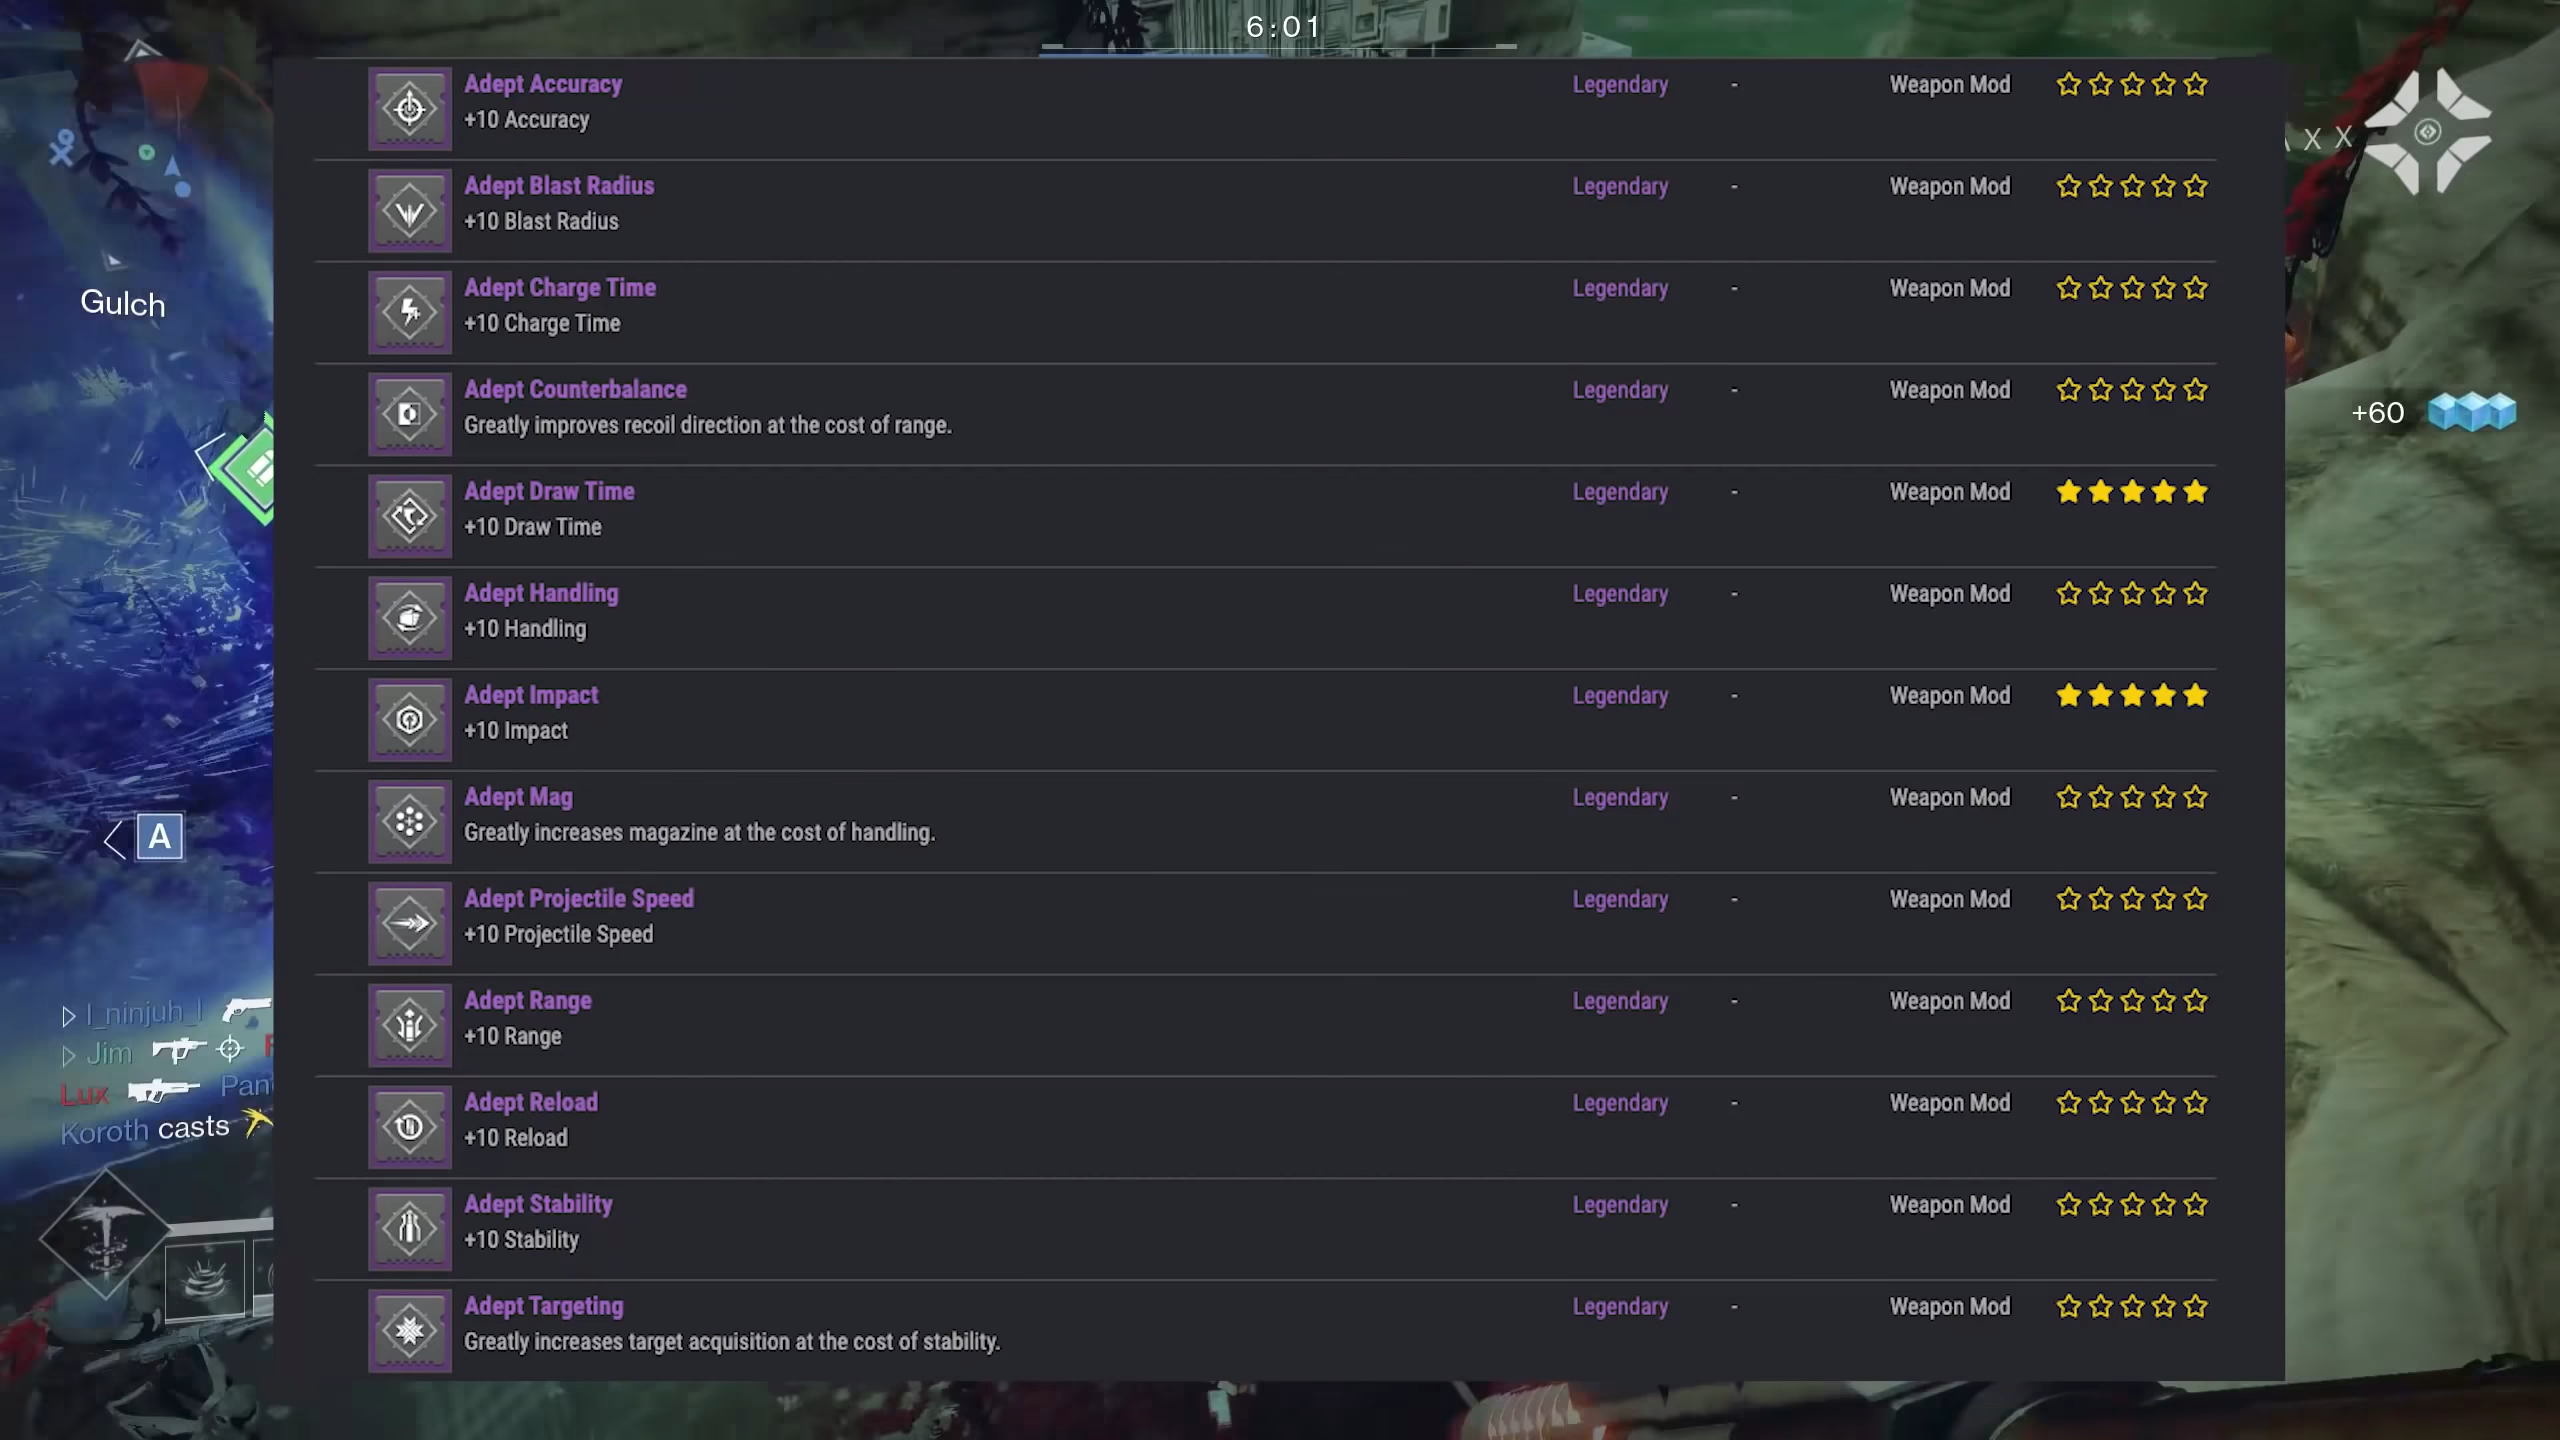 6:01
Adept Accuracy Legendary - Weapon Mod
+10 Accuracy
Adept Blast Radius Legendary - Weapon Mod
+10 Blast Radius
Adept Charge Time Legendary - Weapon Mod
+10 Charge Time
Gulch
Adept Counterbalance Legendary - Weapon Mod
Greatly improves recoil direction at the cost of range.
+60
Adept Draw Time Legendary - Weapon Mod
+10 Draw Time
Adept Handling Legendary - Weapon Mod
+10 Handling
Adept Impact Legendary - Weapon Mod
+10 Impact
Adept Mag Legendary - Weapon Mod
Greatly increases magazine at the cost of handling.
A
Adept Projectile Speed Legendary - Weapon Mod
+10 Projectile Speed
Adept Range Legendary - Weapon Mod
+10 Range
l_ninjuh_l
Jim
Lux Pan
Koroth casts
Adept Reload Legendary - Weapon Mod
+10 Reload
Adept Stability Legendary - Weapon Mod
+10 Stability
Adept Targeting Legendary - Weapon Mod
Greatly increases target acquisition at the cost of stability.